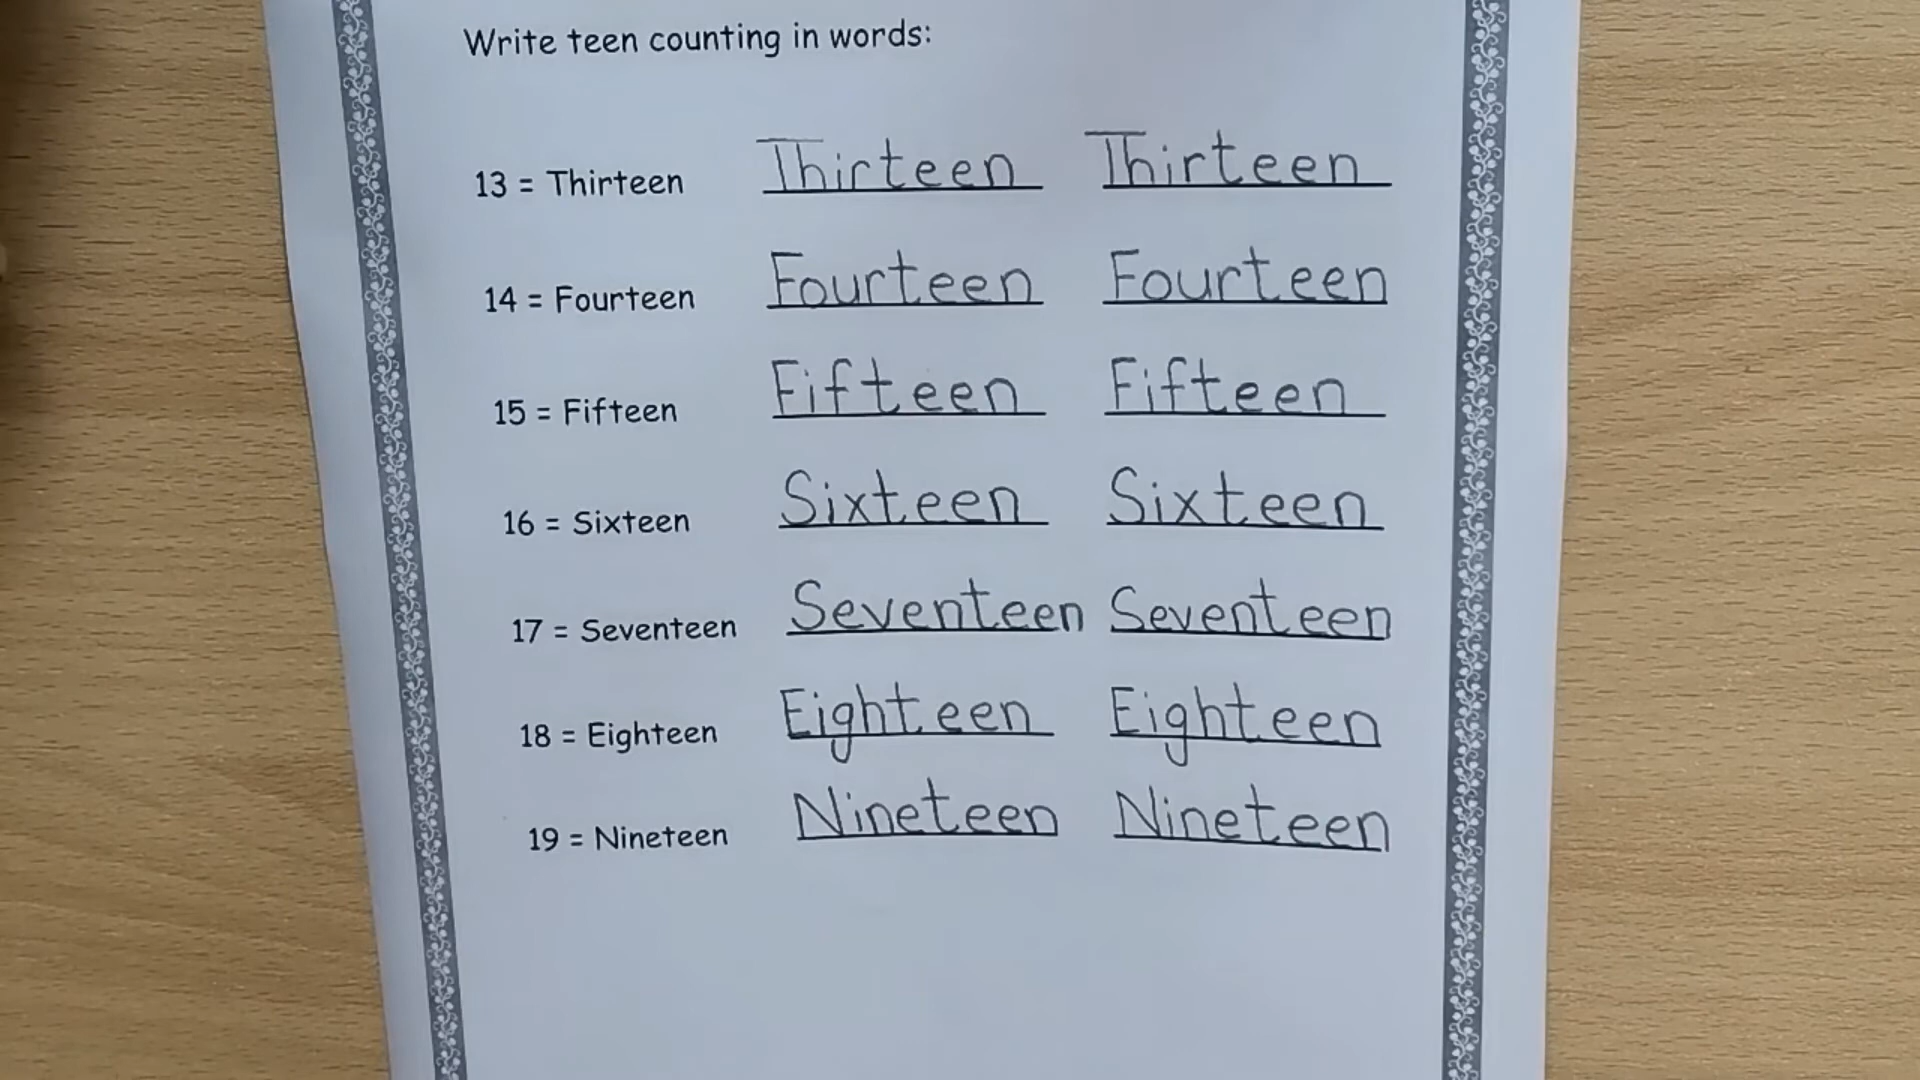 Write teen counting in words:
13 = Thirteen Thirteen Thirteen
14 = Fourteen Fourteen Fourteen
15 = Fifteen Fifteen Fifteen
16 = Sixteen Sixteen Sixteen
17 = Seventeen Seventeen Seventeen
18 = Eighteen Eighteen Eighteen
19 = Nineteen Nineteen Nineteen